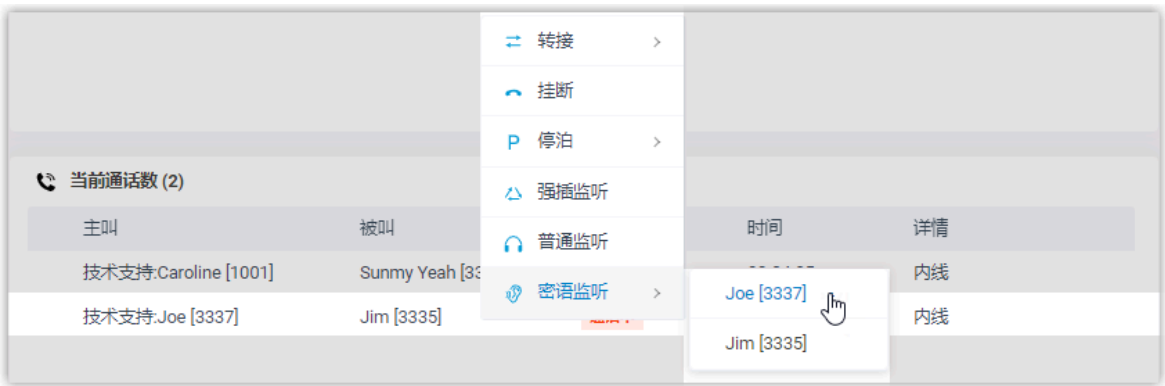 转接
挂断
P 停泊
当前通话数 (2)
强插监听
主叫 被叫 时间 详情
普通监听
技术支持:Caroline [1001] Sunmy Yeah [33 内线
密语监听
Joe [3337]
技术支持:Joe [3337] Jim [3335] 内线
Jim [3335]